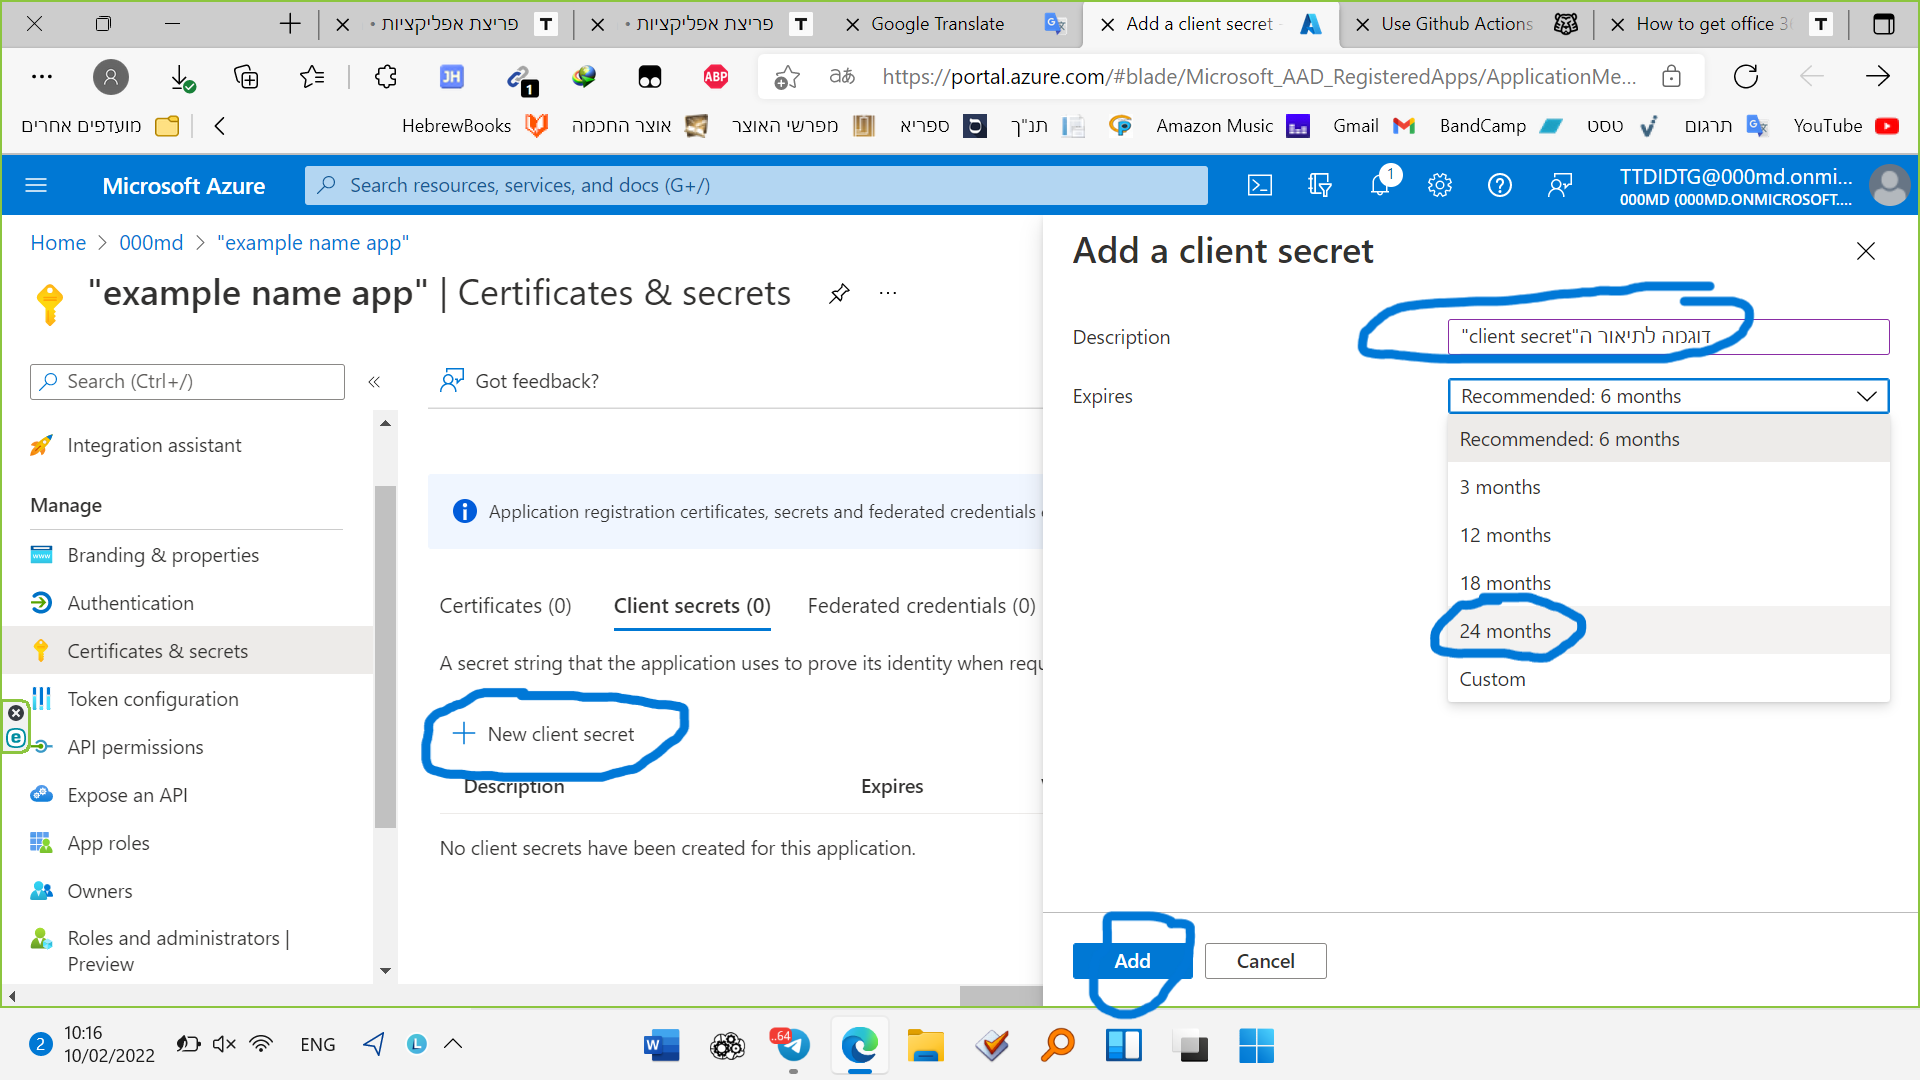 פריצת אפליקציות
פריצת אפליקציות
Google Translate
Add a client secret
Use Github Actions
How to get office 36
JH
1
ABP
https://portal.azure.com/#blade/Microsoft_AAD_RegisteredApps/ApplicationMe...
מועדפים אחרים
HebrewBooks
אוצר החכמה
מפרשי האוצר
ספריא
תנ"ך
Amazon Music
Gmail
BandCamp
טסט
תרגום
YouTube
Microsoft Azure
Search resources, services, and docs (G+/)
1
TTDIDTG@000md.onmi...
000MD (000MD.ONMICROSOFT....
Home > 000md > "example name app"
"example name app" | Certificates & secrets
Search (Ctrl+/)
Got feedback?
Integration assistant
Manage
Branding & properties
Authentication
Certificates & secrets
Token configuration
API permissions
Expose an API
App roles
Owners
Roles and administrators |
Preview
Application registration certificates, secrets and federated credentials
Certificates (0)
Client secrets (0)
Federated credentials (0)
A secret string that the application uses to prove its identity when requ
New client secret
Description
Expires
No client secrets have been created for this application.
Add a client secret
Description
דוגמה לתיאור ה"client secret"
Expires
Recommended: 6 months
Recommended: 6 months
3 months
12 months
18 months
24 months
Custom
Add
Cancel
2
10:16
10/02/2022
ENG
..64